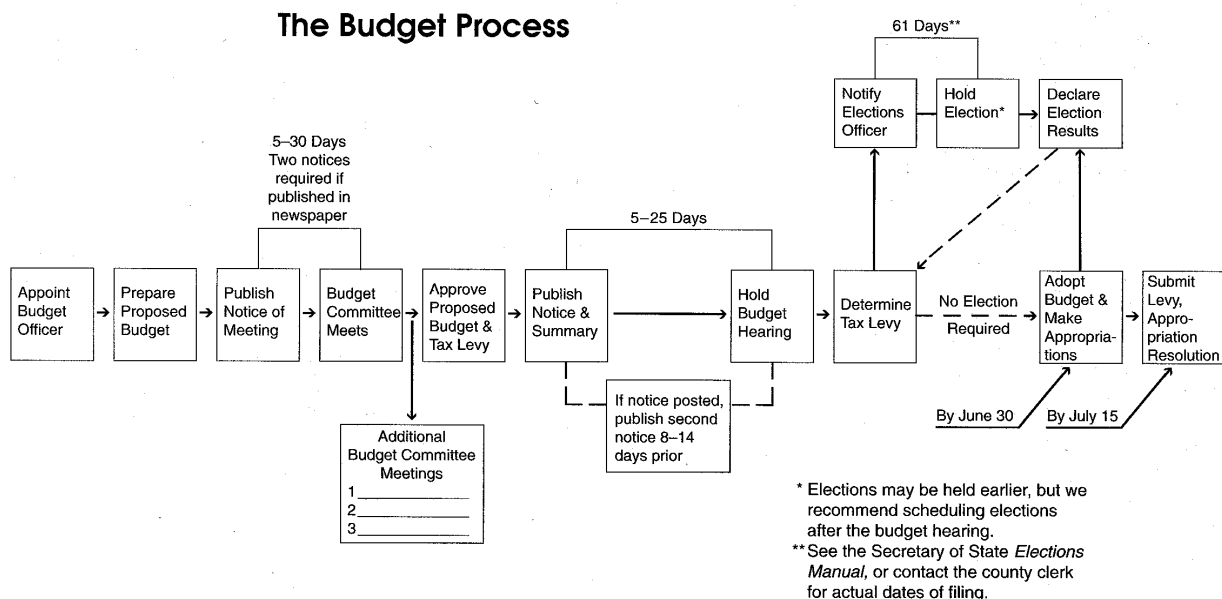 The Budget Process
61 Days**
Notify
Elections
Officer
Hold
Election*
Declare
Election
Results
5–30 Days
Two notices
required if
published in
newspaper
5–25 Days
Appoint
Budget
Officer
Prepare
Proposed
Budget
Publish
Notice of
Meeting
Budget
Committee
Meets
Approve
Proposed
Budget &
Tax Levy
Publish
Notice &
Summary
Hold
Budget
Hearing
Determine
Tax Levy
No Election
Required
Adopt
Budget &
Make
Appropria-
tions
Submit
Levy,
Appro-
priation
Resolution
If notice posted,
publish second
notice 8–14
days prior
By June 30
By July 15
Additional
Budget Committee
Meetings
1
2
3
* Elections may be held earlier, but we
recommend scheduling elections
after the budget hearing.
** See the Secretary of State Elections
Manual, or contact the county clerk
for actual dates of filing.